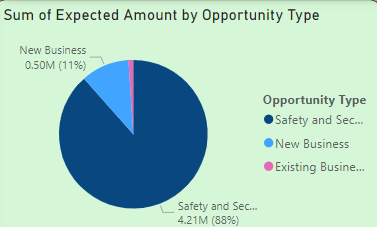 Sum of Expected Amount by Opportunity Type
New Business
0.50M (11%)
Opportunity Type
Safety and Sec...
New Business
Existing Busine...
Safety and Sec...
4.21M (88%)